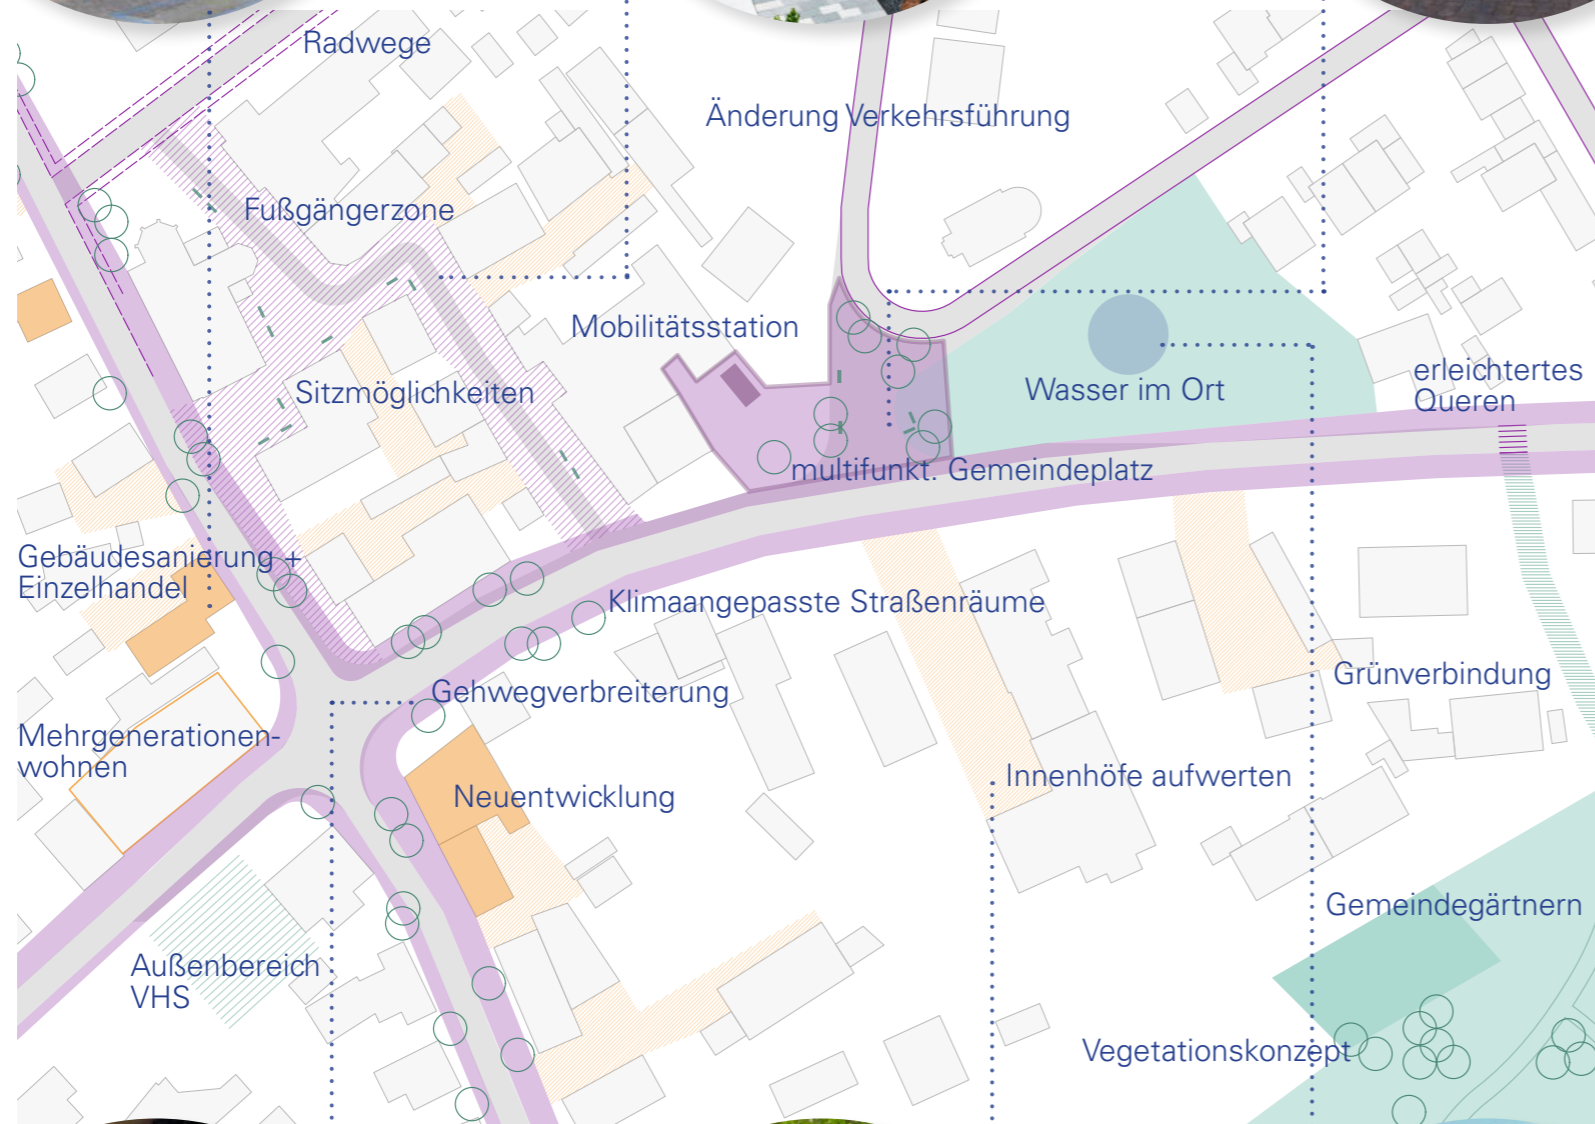 Radwege
Änderung Verkehrsführung
Fußgängerzone
Mobilitätsstation
Sitzmöglichkeiten
Wasser im Ort
erleichtertes
Queren
multifunkt. Gemeindeplatz
Gebäudesanierung +
Einzelhandel
Klimaangepasste Straßenräume
Gehwegverbreiterung
Grünverbindung
Mehrgenerationen-
wohnen
Neuentwicklung
Innenhöfe aufwerten
Gemeindegärtnern
Außenbereich
VHS
Vegetationskonzept